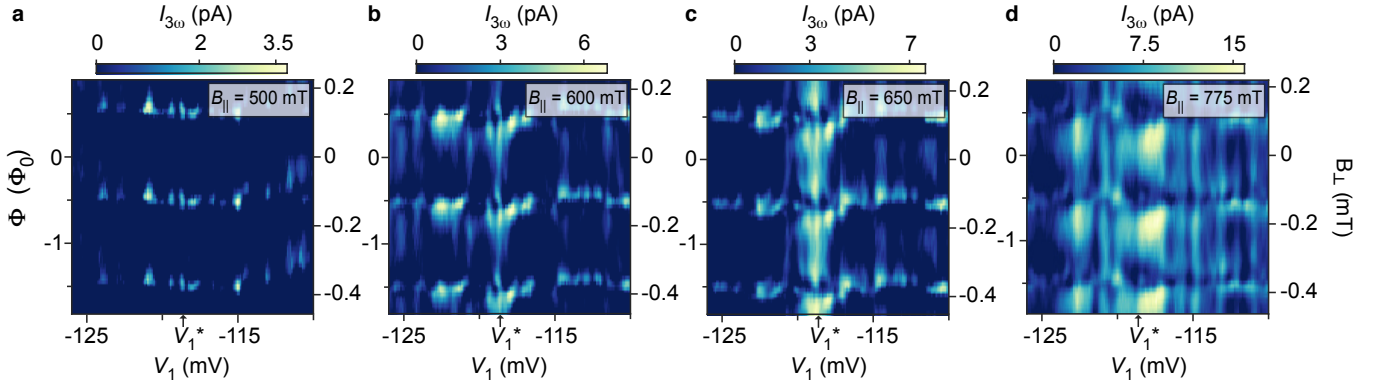 a
I3ω (pA)
0 2 3.5
B|| = 500 mT
0.2
0
-0.2
-0.4
Φ (Φ0)
0
-1
-125 -115
V1*
V1 (mV)
b
I3ω (pA)
0 3 6
B|| = 600 mT
0.2
0
-0.2
-0.4
0
-1
-125 -115
V1*
V1 (mV)
c
I3ω (pA)
0 3 7
B|| = 650 mT
0.2
0
-0.2
-0.4
0
-1
-125 -115
V1*
V1 (mV)
d
I3ω (pA)
0 7.5 15
B|| = 775 mT
0.2
0
-0.2
-0.4
B⊥ (mT)
0
-1
-125 -115
V1*
V1 (mV)